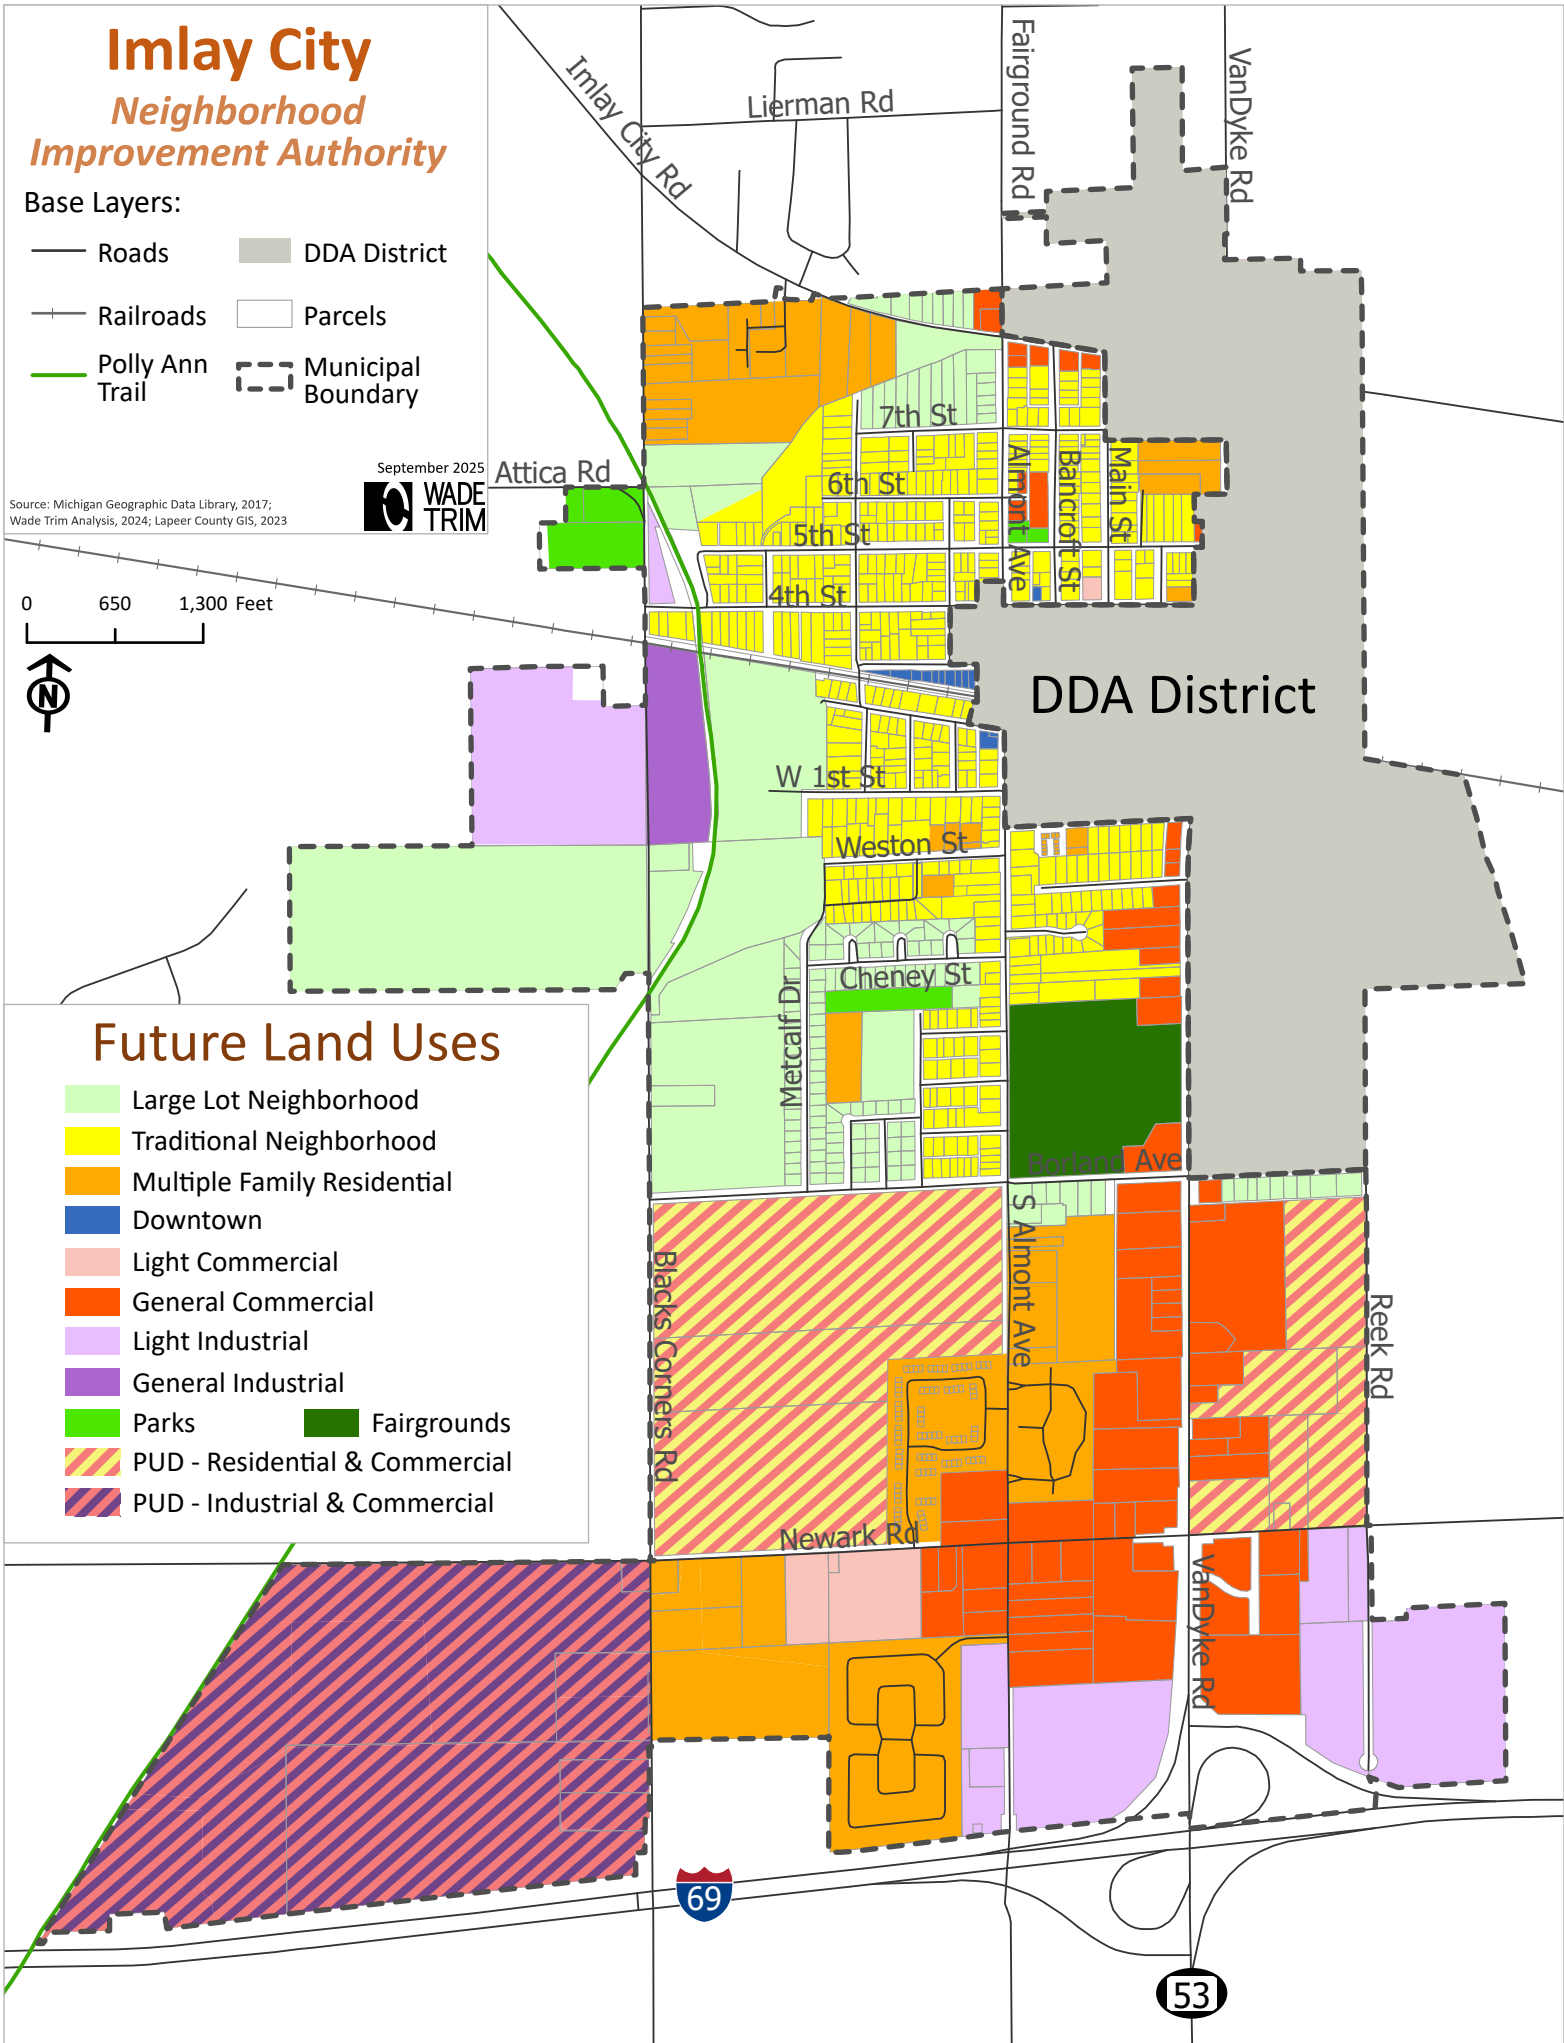 Imlay City
Neighborhood
Improvement Authority
Base Layers:
Roads
DDA District
Railroads
Parcels
Polly Ann
Trail
Municipal
Boundary
September 2025
Source: Michigan Geographic Data Library, 2017;
Wade Trim Analysis, 2024; Lapeer County GIS, 2023
WADE
TRIM
0 650 1,300 Feet
N
Imlay City Rd
Lierman Rd
Fairground Rd
VanDyke Rd
Attica Rd
7th St
6th St
5th St
4th St
Almont Ave
Bancroft St
Main St
DDA District
W 1st St
Weston St
Cheney St
Metcalf Dr
Borland Ave
S Almont Ave
Blacks Corners Rd
Reek Rd
Newark Rd
VanDyke Rd
69
53
Future Land Uses
Large Lot Neighborhood
Traditional Neighborhood
Multiple Family Residential
Downtown
Light Commercial
General Commercial
Light Industrial
General Industrial
Parks
Fairgrounds
PUD - Residential & Commercial
PUD - Industrial & Commercial